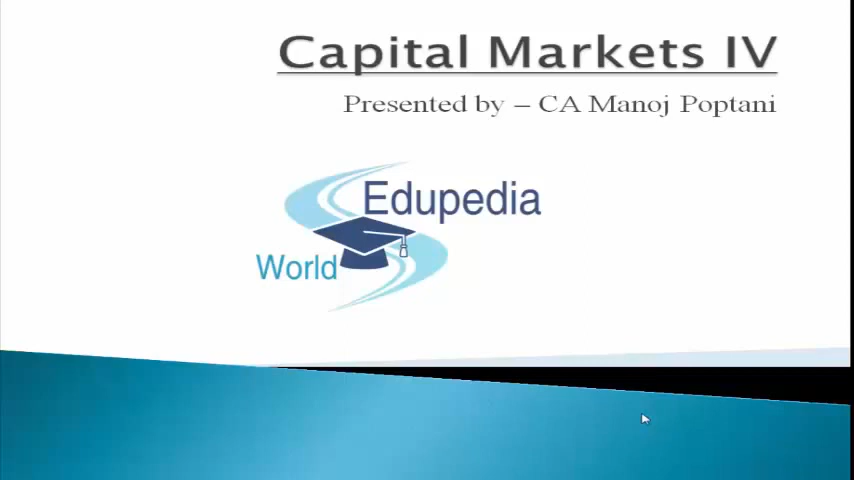 Capital Markets IV
Presented by – CA Manoj Poptani
Edupedia
World